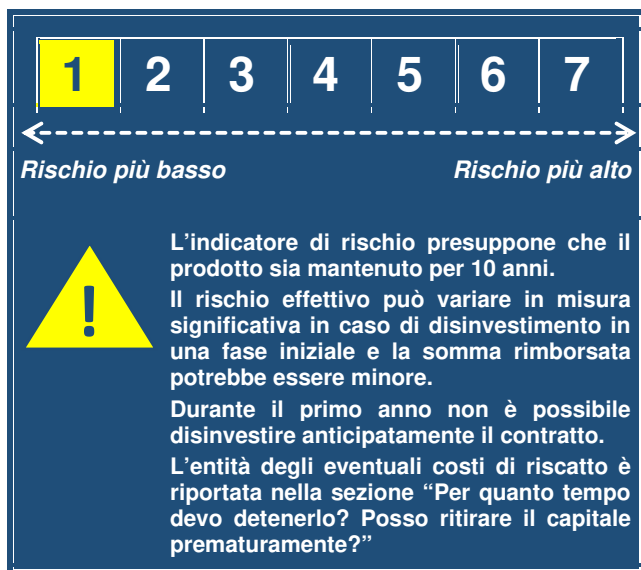 1 2 3 4 5 6 7
Rischio più basso Rischio più alto
!
L’indicatore di rischio presuppone che il
prodotto sia mantenuto per 10 anni.
Il rischio effettivo può variare in misura
significativa in caso di disinvestimento in
una fase iniziale e la somma rimborsata
potrebbe essere minore.
Durante il primo anno non è possibile
disinvestire anticipatamente il contratto.
L’entità degli eventuali costi di riscatto è
riportata nella sezione “Per quanto tempo
devo detenerlo? Posso ritirare il capitale
prematuramente?”